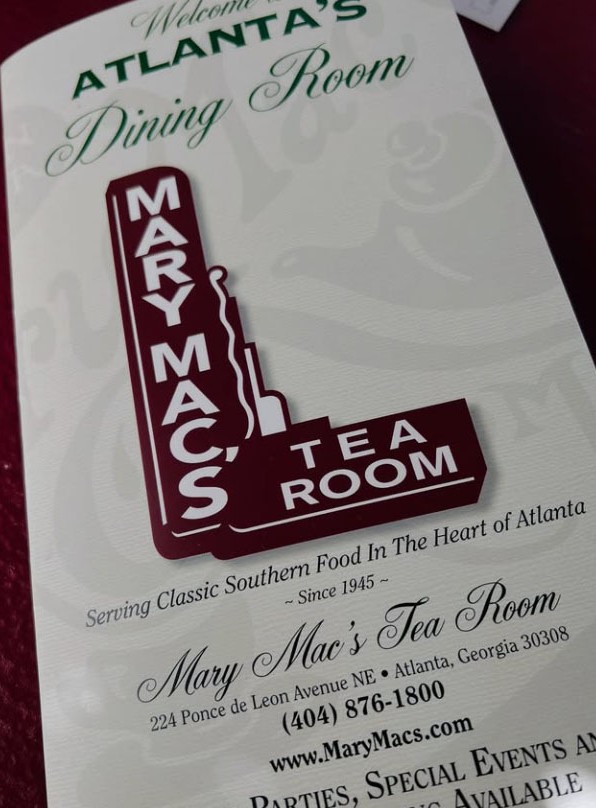 Welcome
ATLANTA'S
Dining Room
MARY MAC'S
TEA
ROOM
Serving Classic Southern Food In The Heart of Atlanta
~ Since 1945 ~
Mary Mac's Tea Room
224 Ponce de Leon Avenue NE • Atlanta, Georgia 30308
(404) 876-1800
www.MaryMacs.com
PARTIES, SPECIAL EVENTS AN
AVAILABLE